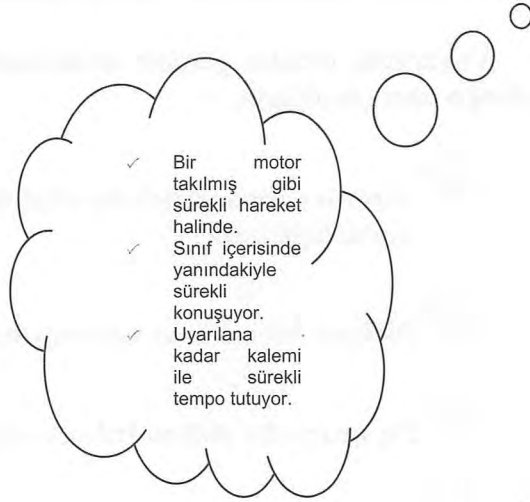 ✓ Bir motor
takılmış gibi
sürekli hareket
halinde.
✓ Sınıf içerisinde
yanındakiyle
sürekli
konuşuyor.
✓ Uyarılana
kadar kalemi
ile sürekli
tempo tutuyor.